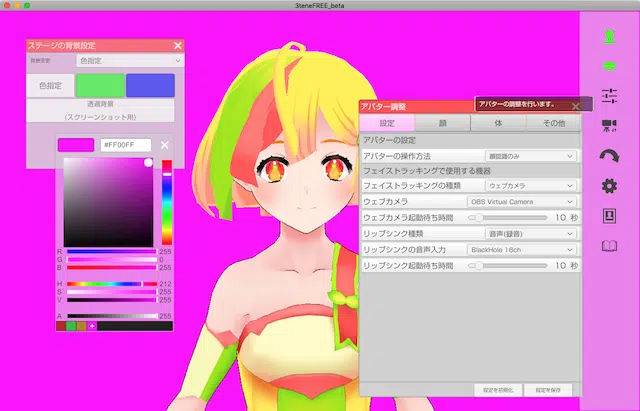 3teneFREE_beta
ステージの背景設定
背景設定 色指定
色指定
透過背景
(スクリーンショット用)
#FF00FF
R 255
G 0
B 255
H 212
S 255
V 255
A 255
アバター調整
アバターの調整を行います。
設定 顔 体 その他
アバターの設定
アバターの操作方法 顔認識のみ
フェイストラッキングで使用する機器
フェイストラッキングの種類 ウェブカメラ
ウェブカメラ OBS Virtual Camera
ウェブカメラ起動待ち時間 10 秒
リップシンク種類 音声(録音)
リップシンクの音声入力 BlackHole 16ch
リップシンク起動待ち時間 10 秒
設定を初期化 設定を保存